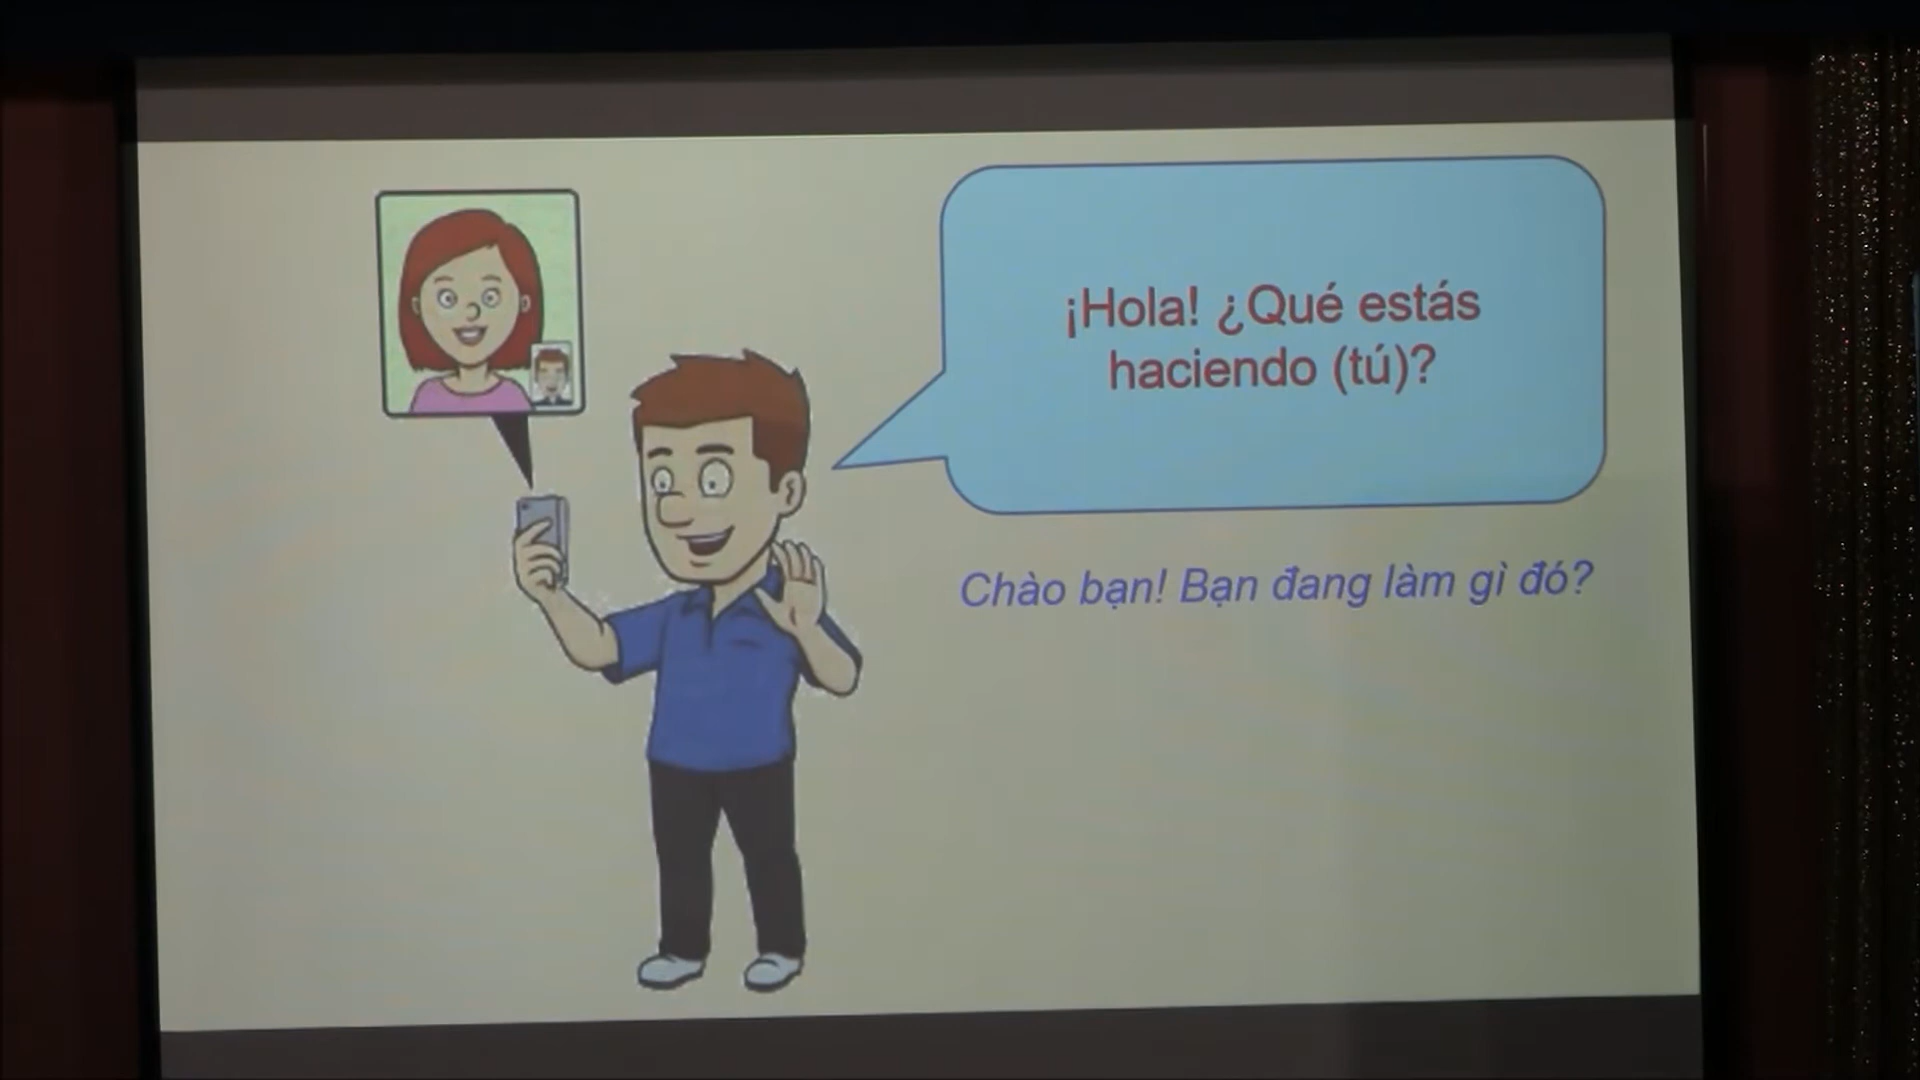 ¡Hola! ¿Qué estás
haciendo (tú)?
Chào bạn! Bạn đang làm gì đó?